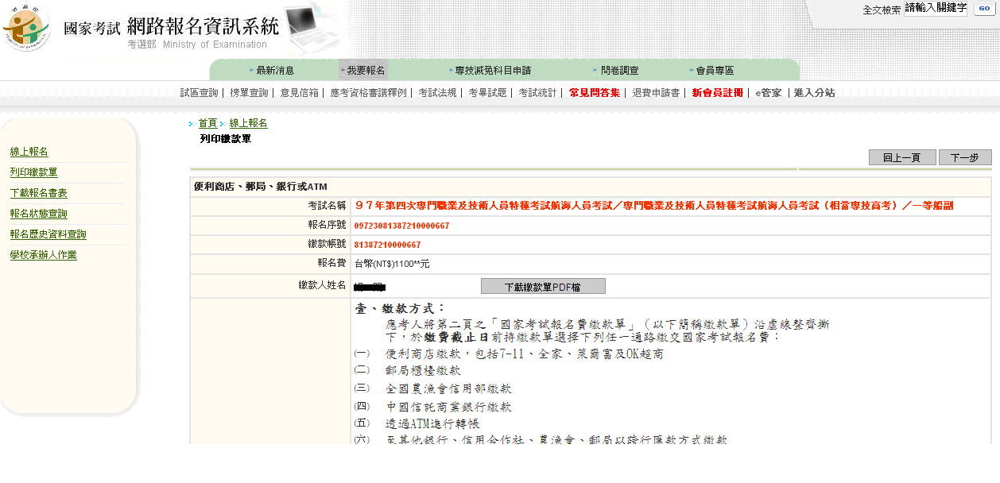 國家考試 網路報名資訊系統
考選部 Ministry of Examination
全文檢索 請輸入關鍵字 GO
最新消息 我要報名 專技減免科目申請 問卷調查 會員專區
試區查詢 | 榜單查詢 | 意見信箱 | 應考資格審議釋例 | 考試法規 | 考畢試題 | 考試統計 | 常見問答集 | 退費申請書 | 新會員註冊 | e管家 | 進入分站
首頁 線上報名
列印繳款單
線上報名
列印繳款單
下載報名書表
報名狀態查詢
報名歷史資料查詢
學校承辦人作業
回上一頁 下一步
便利商店、郵局、銀行或ATM
考試名稱 97年第四次專門職業及技術人員特種考試航海人員考試／專門職業及技術人員特種考試航海人員考試（相當專技高考）／一等船副
報名序號 09723081387210000667
繳款帳號 81387210000667
報名費 台幣(NT$)1100**元
繳款人姓名 下載繳款單PDF檔
壹、繳款方式：
應考人將第二頁之「國家考試報名費繳款單」（以下簡稱繳款單）沿虛線整齊撕
下，於繳費截止日前持繳款單選擇下列任一通路繳交國家考試報名費：
(一) 便利商店繳款，包括7-11、全家、萊爾富及OK超商
(二) 郵局櫃檯繳款
(三) 全國農漁會信用部繳款
(四) 中國信託商業銀行繳款
(五) 透過ATM進行轉帳
(六) 至其他銀行、信用合作社、農漁會、郵局以跨行匯款方式繳款